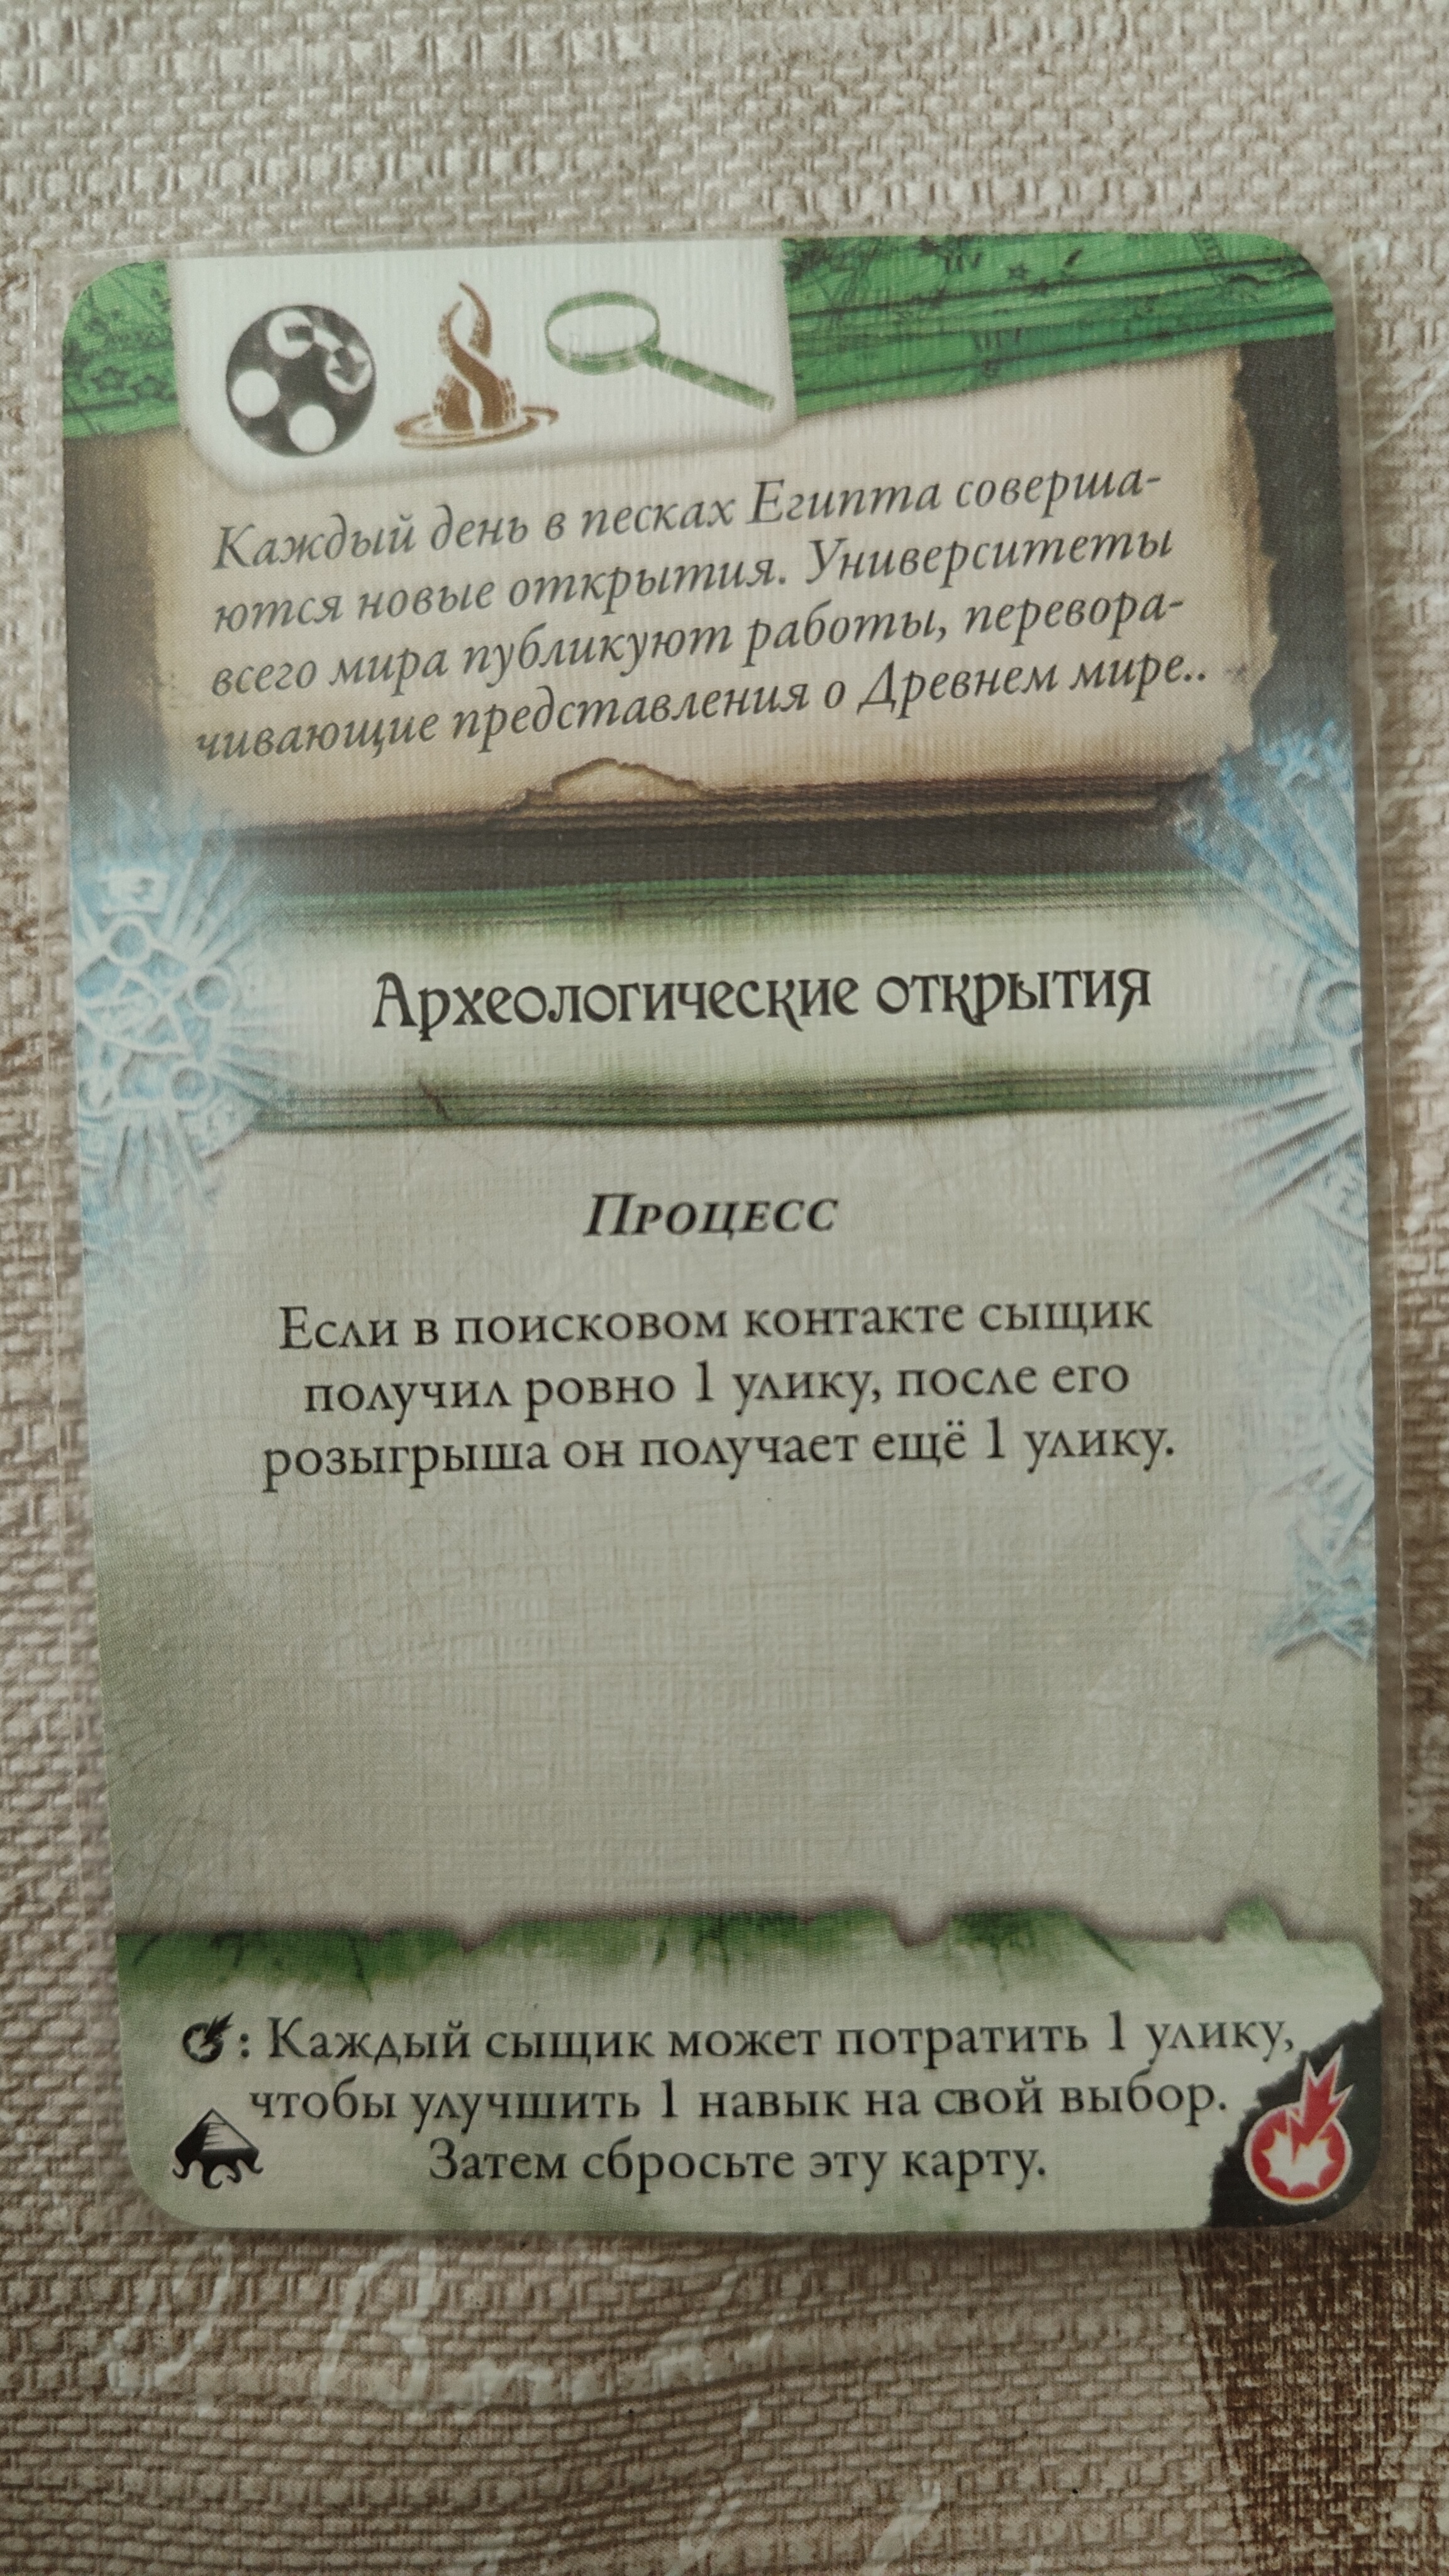 Каждый день в песках Египта соверша-
ются новые открытия. Университеты
всего мира публикуют работы, перевора-
чивающие представления о Древнем мире..
Археологические открытия
Процесс
Если в поисковом контакте сыщик
получил ровно 1 улику, после его
розыгрыша он получает ещё 1 улику.
: Каждый сыщик может потратить 1 улику,
чтобы улучшить 1 навык на свой выбор.
Затем сбросьте эту карту.